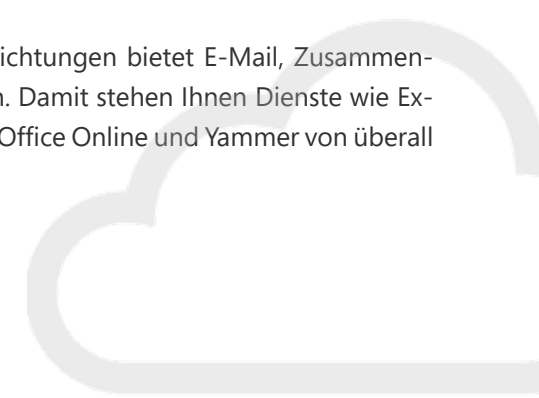 ichtungen bietet E-Mail, Zusammen-
n. Damit stehen Ihnen Dienste wie Ex-
Office Online und Yammer von überall